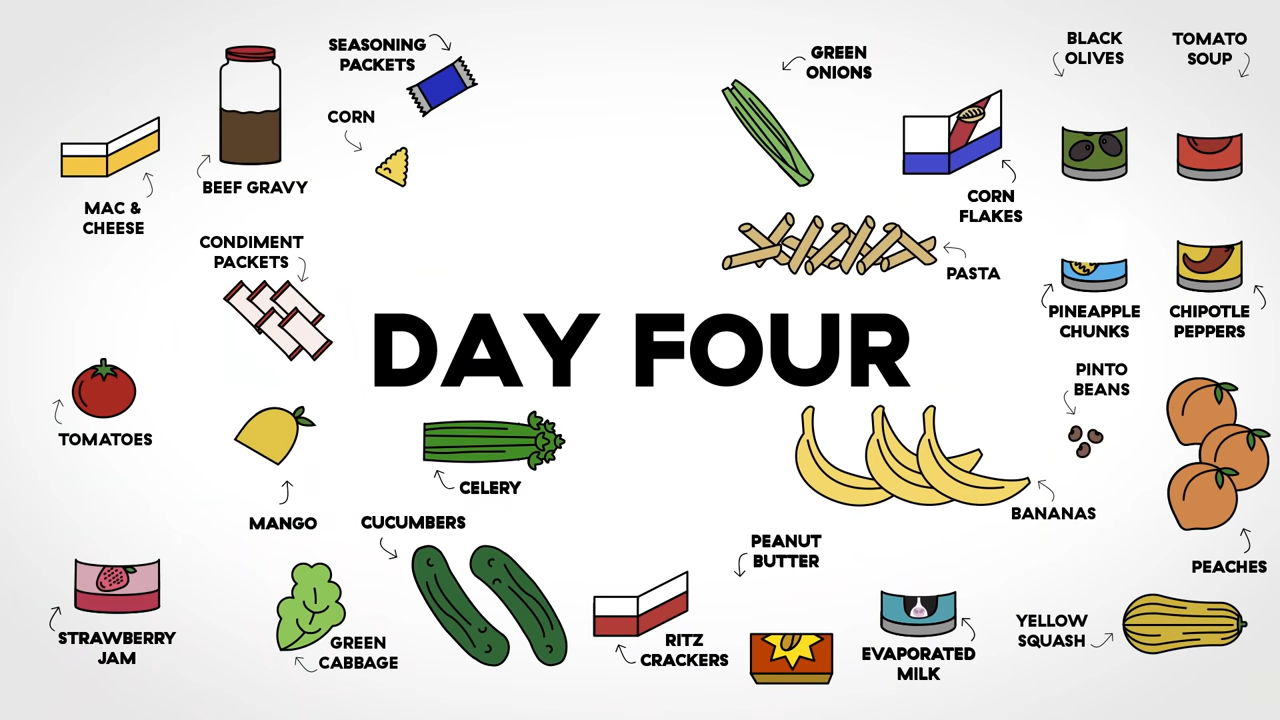 SEASONING
PACKETS
CORN
BEEF GRAVY
MAC &
CHEESE
CONDIMENT
PACKETS
GREEN
ONIONS
CORN
FLAKES
BLACK
OLIVES
TOMATO
SOUP
PASTA
PINEAPPLE
CHUNKS
CHIPOTLE
PEPPERS
DAY FOUR
PINTO
BEANS
TOMATOES
MANGO
CELERY
CUCUMBERS
BANANAS
PEACHES
STRAWBERRY
JAM
GREEN
CABBAGE
RITZ
CRACKERS
PEANUT
BUTTER
EVAPORATED
MILK
YELLOW
SQUASH